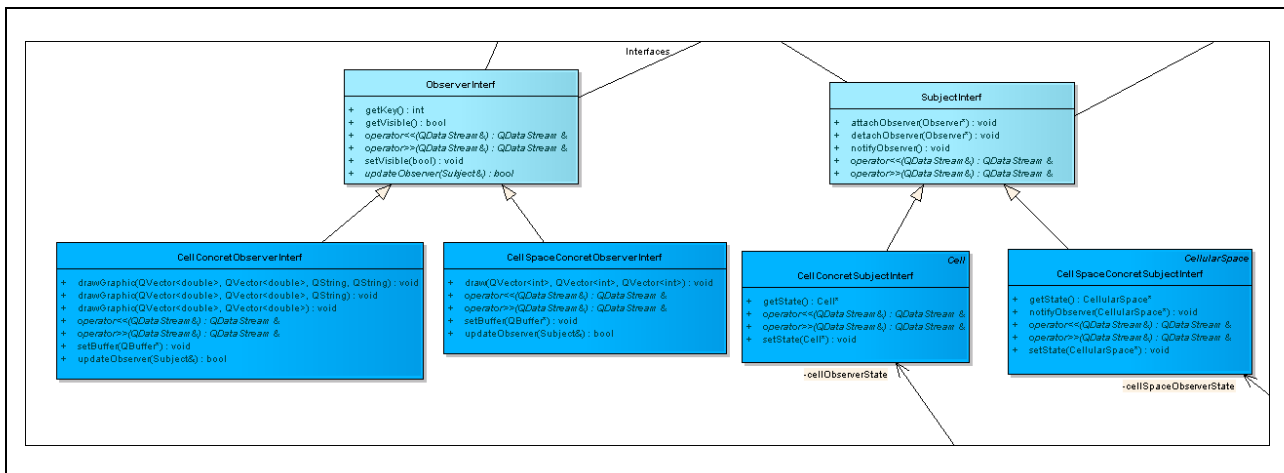 Interfaces
ObserverInterf
+ getKey() : int
+ getVisible() : bool
+ operator<<(QDataStream&) : QDataStream &
+ operator>>(QDataStream&) : QDataStream &
+ setVisible(bool) : void
+ updateObserver(Subject&) : bool
SubjectInterf
+ attachObserver(Observer*) : void
+ detachObserver(Observer*) : void
+ notifyObserver() : void
+ operator<<(QDataStream&) : QDataStream &
+ operator>>(QDataStream&) : QDataStream &
CellConcretObserverInterf
+ drawGraphic(QVector<double>, QVector<double>, QString, QString) : void
+ drawGraphic(QVector<double>, QVector<double>, QString) : void
+ drawGraphic(QVector<double>, QVector<double>) : void
+ operator<<(QDataStream&) : QDataStream &
+ operator>>(QDataStream&) : QDataStream &
+ setBuffer(QBuffer*) : void
+ updateObserver(Subject&) : bool
CellSpaceConcretObserverInterf
+ draw(QVector<int>, QVector<int>, QVector<int>) : void
+ operator<<(QDataStream&) : QDataStream &
+ operator>>(QDataStream&) : QDataStream &
+ setBuffer(QBuffer*) : void
+ updateObserver(Subject&) : bool
Cell
CellConcretSubjectInterf
+ getState() : Cell*
+ operator<<(QDataStream&) : QDataStream &
+ operator>>(QDataStream&) : QDataStream &
+ setState(Cell*) : void
-cellObserverState
CellularSpace
CellSpaceConcretSubjectInterf
+ getState() : CellularSpace*
+ notifyObserver(CellularSpace*) : void
+ operator<<(QDataStream&) : QDataStream &
+ operator>>(QDataStream&) : QDataStream &
+ setState(CellularSpace*) : void
-cellSpaceObserverState